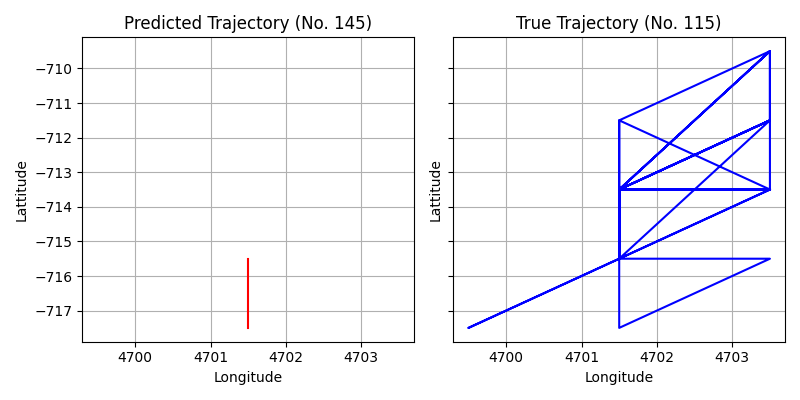 Predicted Trajectory (No. 145)
True Trajectory (No. 115)
−710
−711
−712
−713
−714
−715
−716
−717
Lattitude
Lattitude
4700 4701 4702 4703
4700 4701 4702 4703
Longitude
Longitude